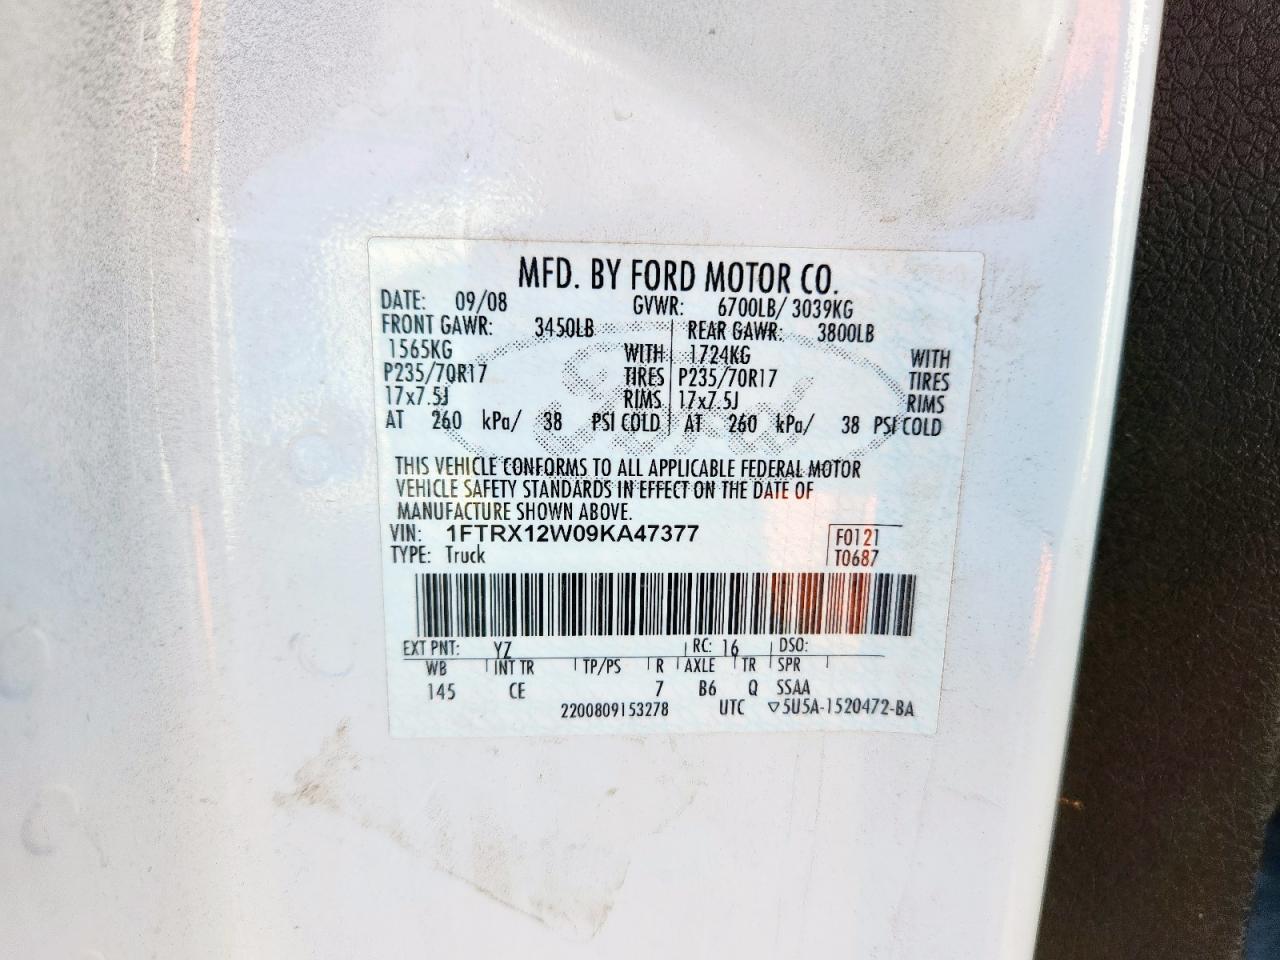 MFD. BY FORD MOTOR CO.
DATE: 09/08 GVWR: 6700LB/ 3039KG
FRONT GAWR: 3450LB REAR GAWR: 3800LB
1565KG WITH 1724KG WITH
P235/70R17 TIRES P235/70R17 TIRES
17x7.5J RIMS 17x7.5J RIMS
AT 260 kPa/ 38 PSI COLD AT 260 kPa/ 38 PSI COLD
Ford
THIS VEHICLE CONFORMS TO ALL APPLICABLE FEDERAL MOTOR
VEHICLE SAFETY STANDARDS IN EFFECT ON THE DATE OF
MANUFACTURE SHOWN ABOVE.
VIN: 1FTRX12W09KA47377 F0121
TYPE: Truck T0687
EXT PNT: YZ RC: 16 DSO:
WB INT TR TP/PS R AXLE TR SPR
145 CE 7 B6 Q SSAA
2200809153278 UTC ▽5U5A-1520472-BA